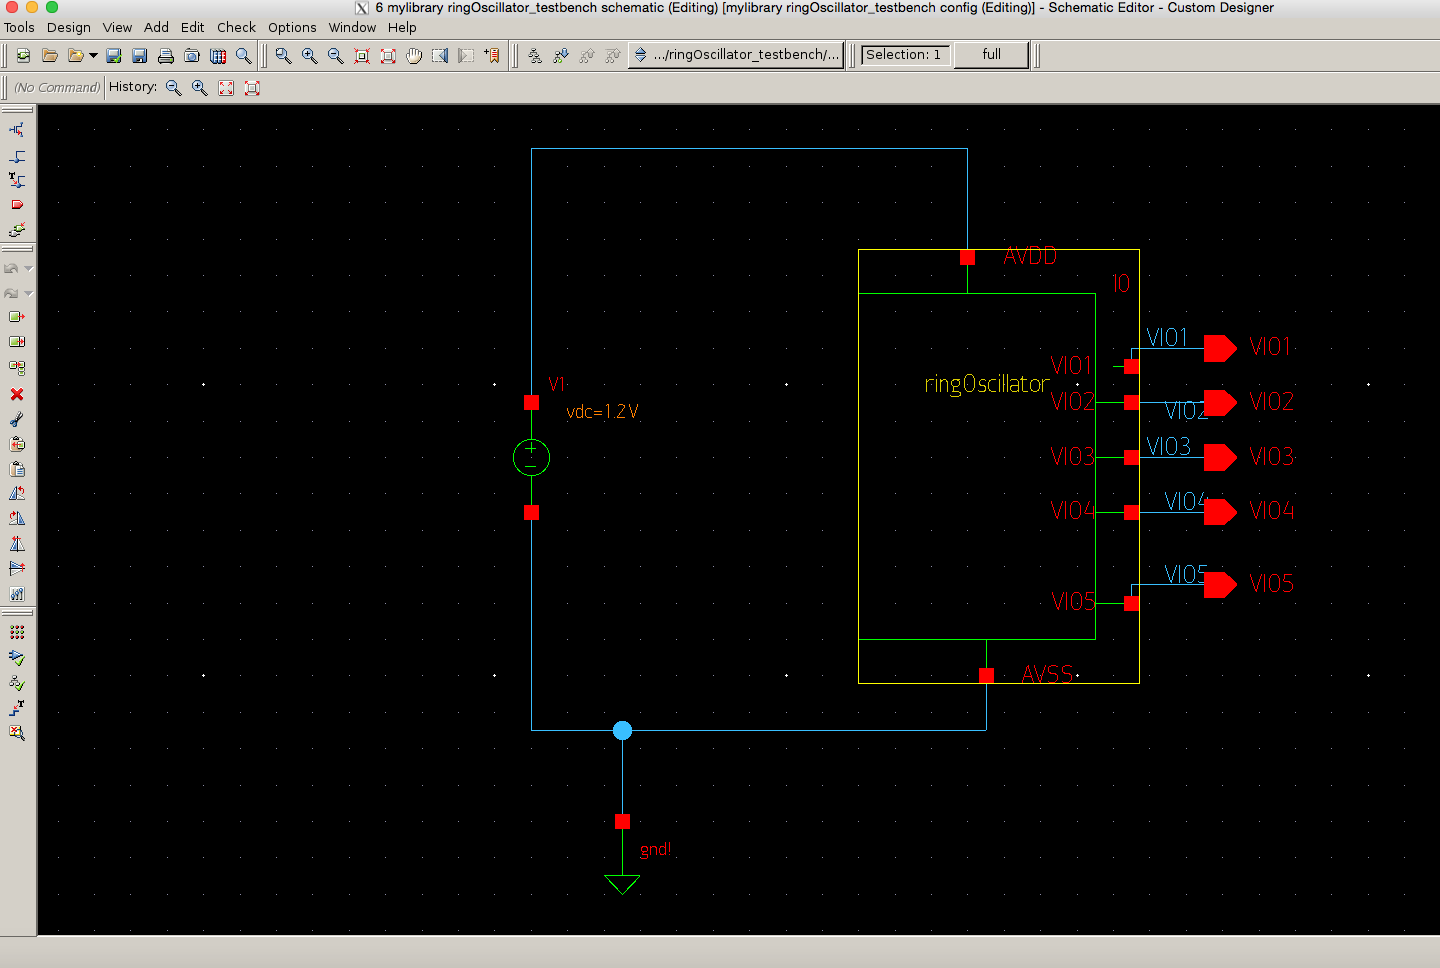 6 mylibrary ringOscillator_testbench schematic (Editing) [mylibrary ringOscillator_testbench config (Editing)] - Schematic Editor - Custom Designer
Tools Design View Add Edit Check Options Window Help
.../ringOscillator_testbench/... Selection: 1 full
(No Command) History:
AVDD
I0
VIO1 VIO1
VIO1
ringOscillator
V1
VIO2 VIO2 VIO2
vdc=1.2V
VIO3 VIO3 VIO3
VIO4 VIO4 VIO4
VIO5 VIO5
VIO5
AVSS
gnd!